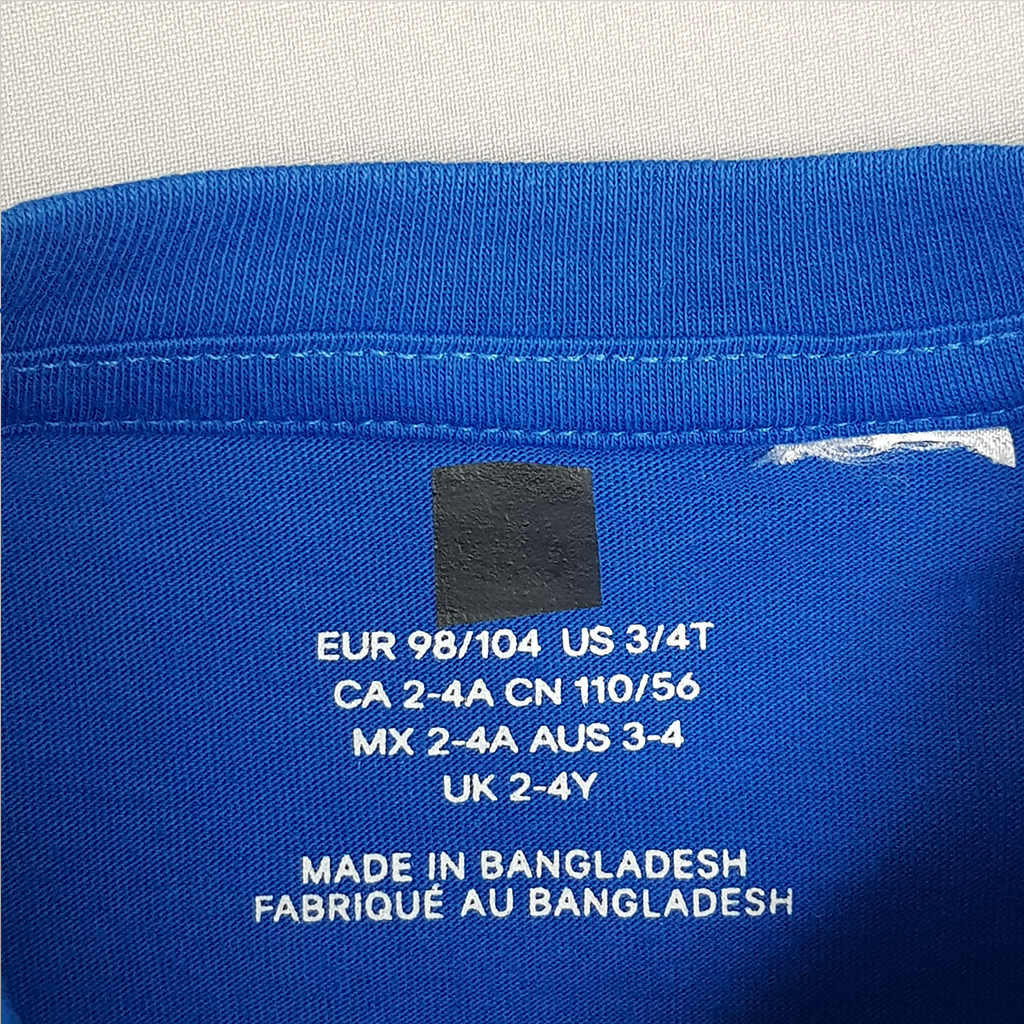 EUR 98/104 US 3/4T
CA 2-4A CN 110/56
MX 2-4A AUS 3-4
UK 2-4Y
MADE IN BANGLADESH
FABRIQUÉ AU BANGLADESH